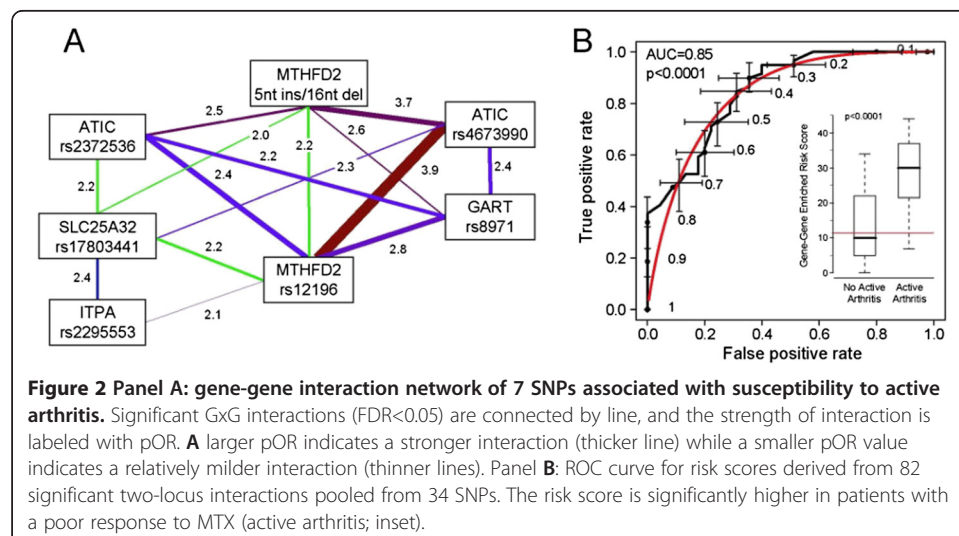 A
MTHFD2
5nt ins/16nt del
ATIC
rs2372536
ATIC
rs4673990
SLC25A32
rs17803441
GART
rs8971
MTHFD2
rs12196
ITPA
rs2295553
2.5
3.7
2.0
2.6
2.2
2.2
2.3
2.4
2.4
3.9
2.2
2.2
2.8
2.4
2.1
B
AUC=0.85
p<0.0001
True positive rate
1.0
0.8
0.6
0.4
0.2
0.0
0.0 0.2 0.4 0.6 0.8 1.0
False positive rate
0.1
0.2
0.3
0.4
0.5
0.6
0.7
0.8
0.9
1
p<0.0001
Gene-Gene Enriched Risk Score
40
30
20
10
0
No Active
Arthritis
Active
Arthritis
Figure 2 Panel A: gene-gene interaction network of 7 SNPs associated with susceptibility to active
arthritis. Significant GxG interactions (FDR<0.05) are connected by line, and the strength of interaction is
labeled with pOR. A larger pOR indicates a stronger interaction (thicker line) while a smaller pOR value
indicates a relatively milder interaction (thinner lines). Panel B: ROC curve for risk scores derived from 82
significant two-locus interactions pooled from 34 SNPs. The risk score is significantly higher in patients with
a poor response to MTX (active arthritis; inset).